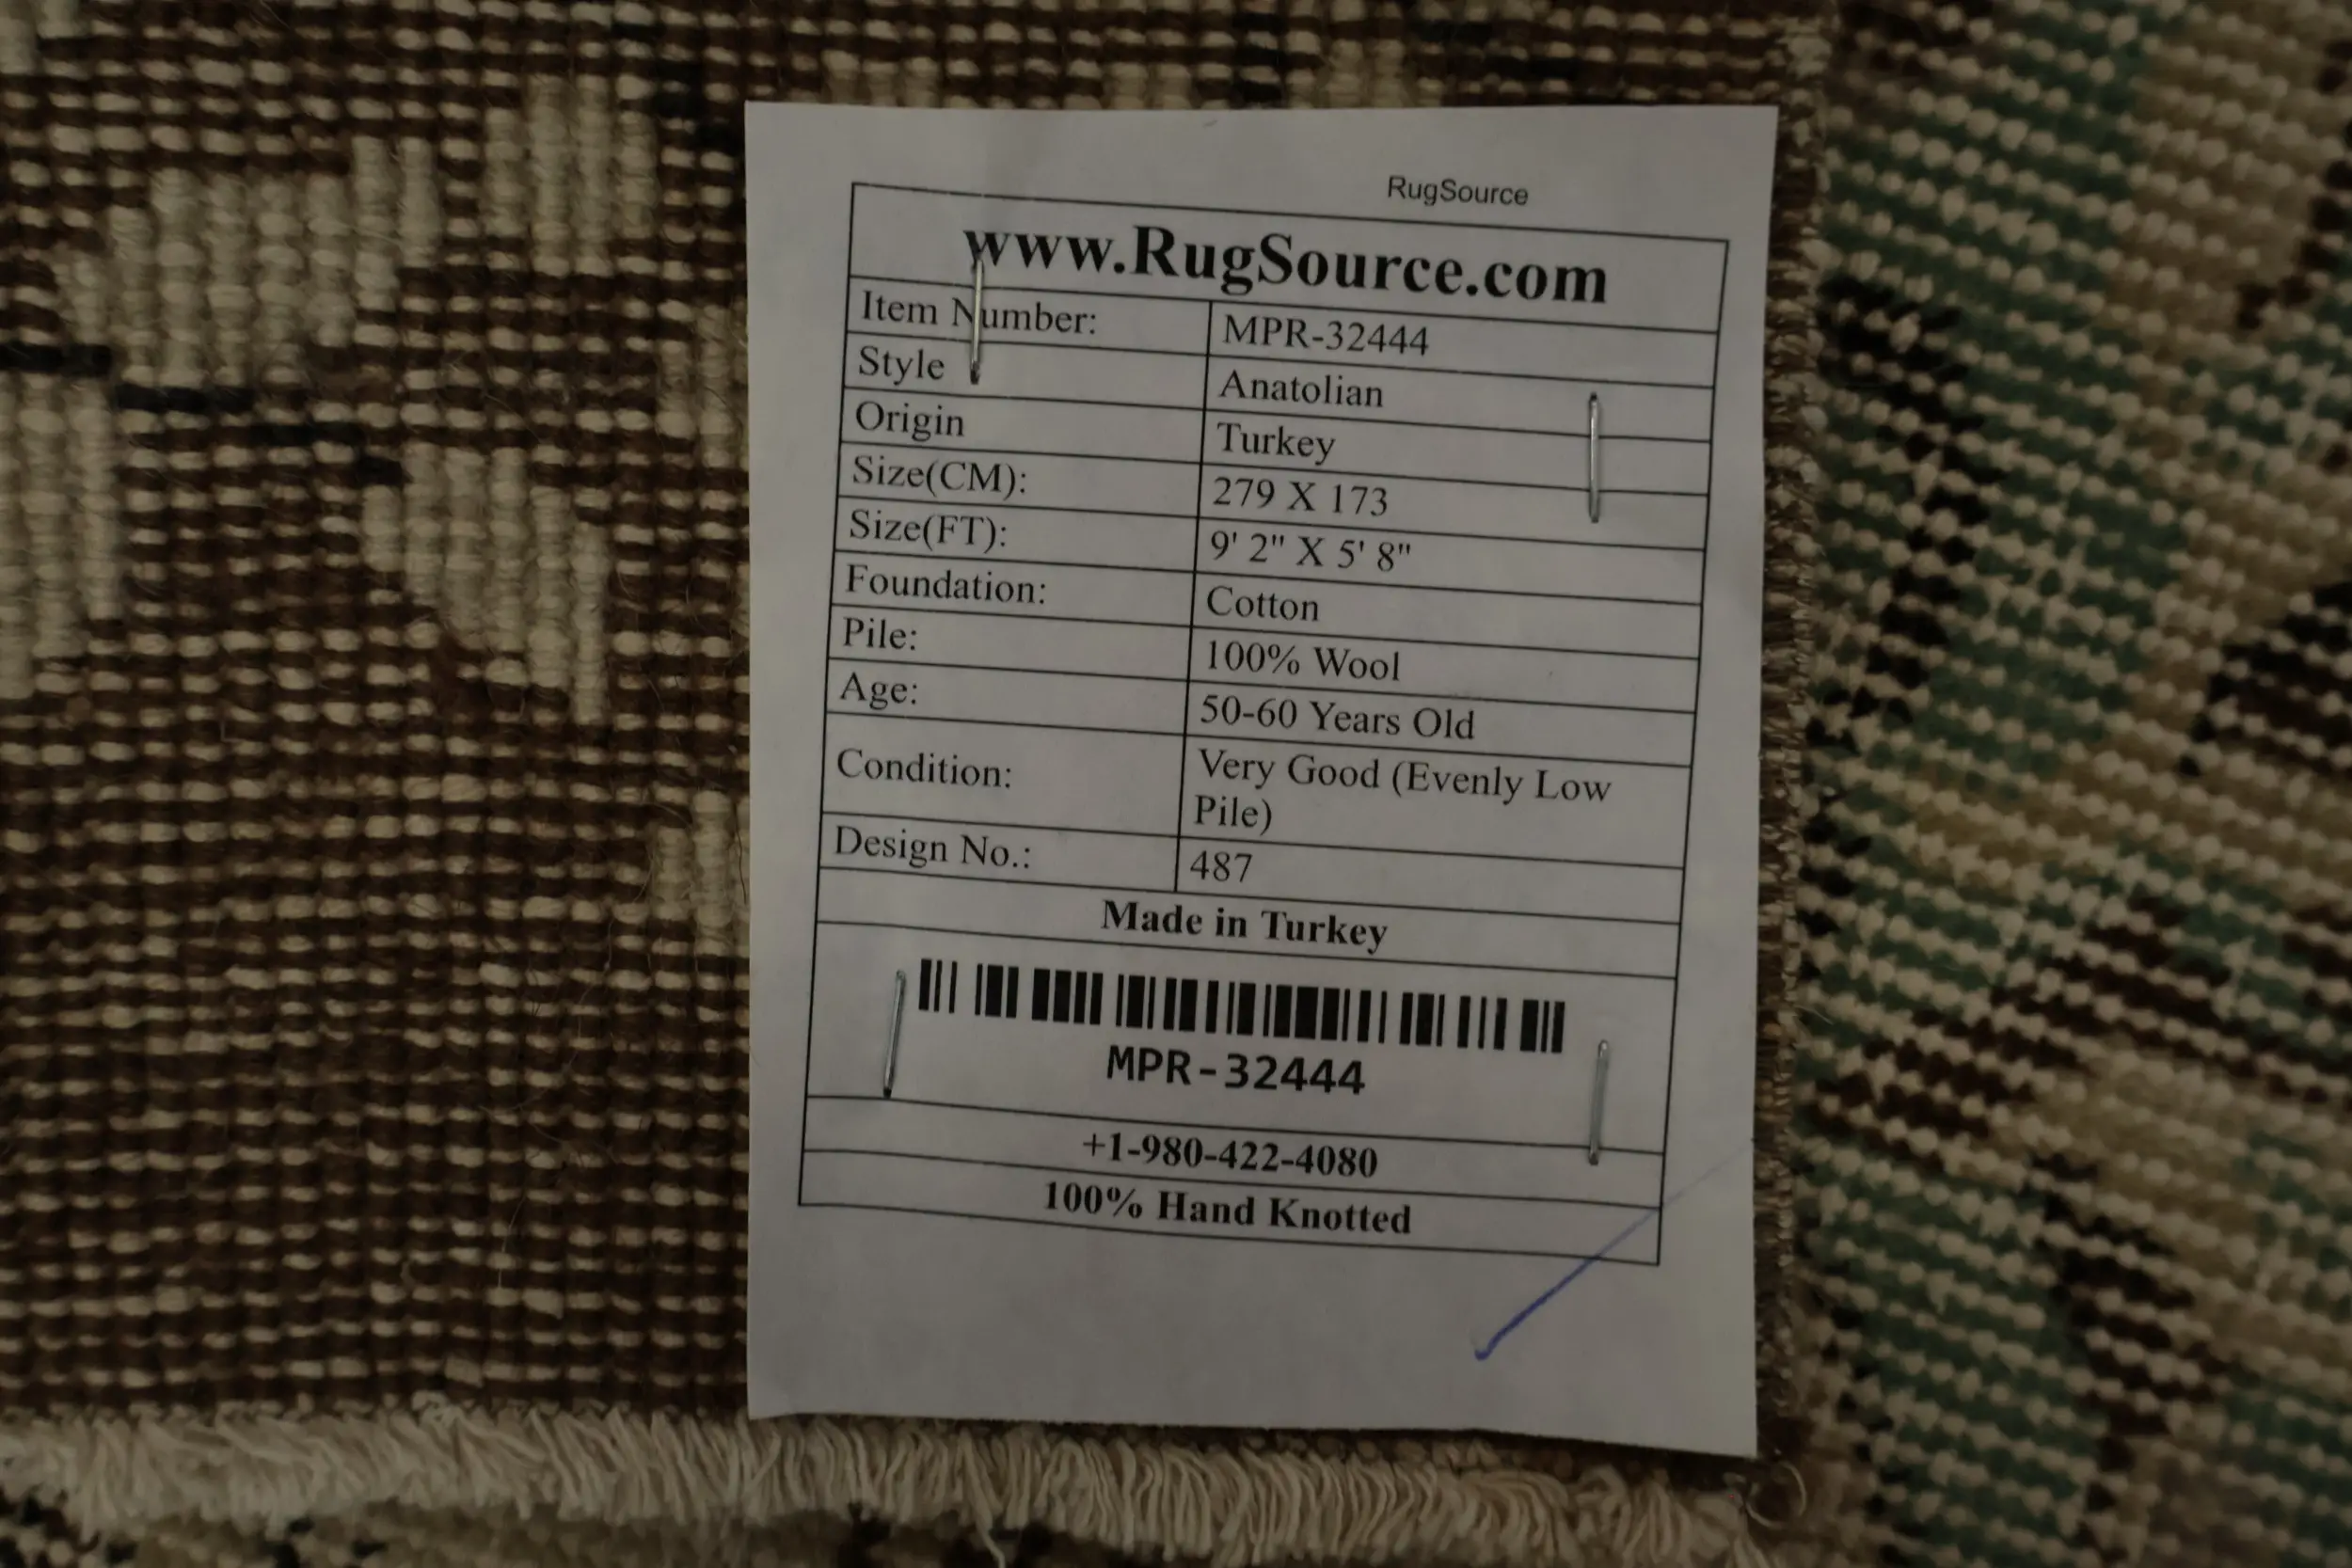 RugSource
www.RugSource.com
Item Number: MPR-32444
Style Anatolian
Origin Turkey
Size(CM): 279 X 173
Size(FT): 9' 2" X 5' 8"
Foundation: Cotton
Pile: 100% Wool
Age: 50-60 Years Old
Condition: Very Good (Evenly Low
Pile)
Design No.: 487
Made in Turkey
MPR-32444
+1-980-422-4080
100% Hand Knotted